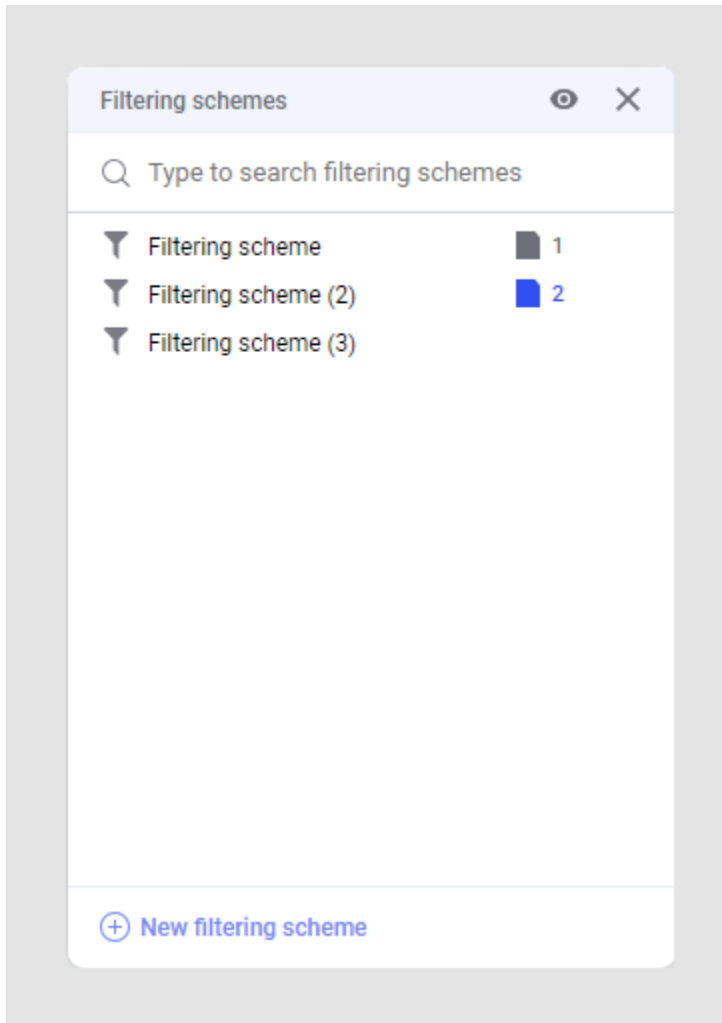 Filtering schemes
Type to search filtering schemes
Filtering scheme 1
Filtering scheme (2) 2
Filtering scheme (3)
New filtering scheme